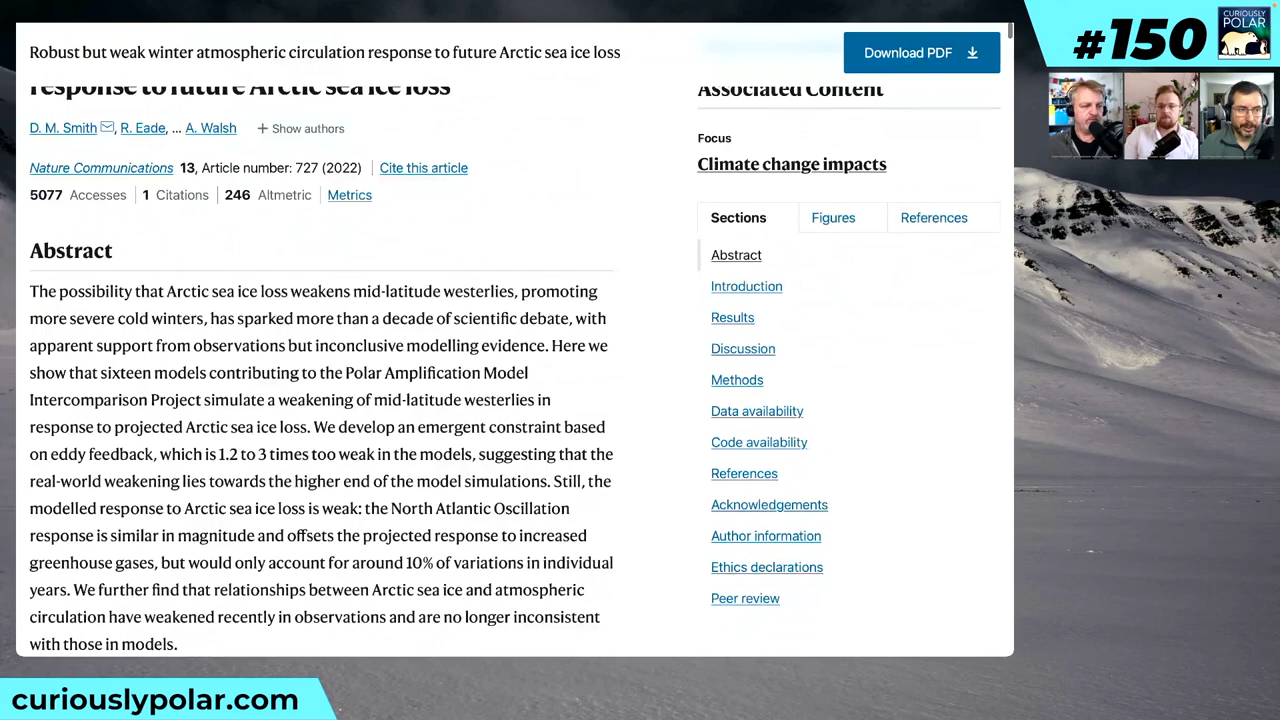 Robust but weak winter atmospheric circulation response to future Arctic sea ice loss
Download PDF
#150
CURIOUSLY
POLAR
response to future Arctic sea ice loss
D. M. Smith, R. Eade, ... A. Walsh + Show authors
Nature Communications 13, Article number: 727 (2022) Cite this article
5077 Accesses 1 Citations 246 Altmetric Metrics
Abstract
The possibility that Arctic sea ice loss weakens mid-latitude westerlies, promoting
more severe cold winters, has sparked more than a decade of scientific debate, with
apparent support from observations but inconclusive modelling evidence. Here we
show that sixteen models contributing to the Polar Amplification Model
Intercomparison Project simulate a weakening of mid-latitude westerlies in
response to projected Arctic sea ice loss. We develop an emergent constraint based
on eddy feedback, which is 1.2 to 3 times too weak in the models, suggesting that the
real-world weakening lies towards the higher end of the model simulations. Still, the
modelled response to Arctic sea ice loss is weak: the North Atlantic Oscillation
response is similar in magnitude and offsets the projected response to increased
greenhouse gases, but would only account for around 10% of variations in individual
years. We further find that relationships between Arctic sea ice and atmospheric
circulation have weakened recently in observations and are no longer inconsistent
with those in models.
Associated Content
Focus
Climate change impacts
Sections Figures References
Abstract
Introduction
Results
Discussion
Methods
Data availability
Code availability
References
Acknowledgements
Author information
Ethics declarations
Peer review
curiouslypolar.com